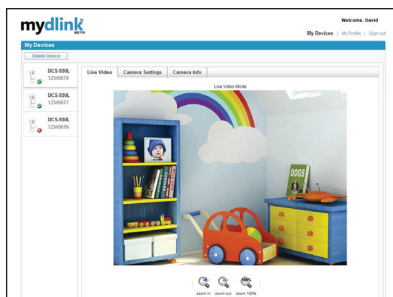 mydlink
BETA
Welcome, David
My Devices | My Profile | Sign out
My Devices
Delete Device
DCS-930L
12345678
DCS-930L
12345677
DCS-930L
12345676
Live Video
Camera Settings
Camera Info
Live Video Mode
DOGS
100%
zoom in
zoom out
zoom 100%